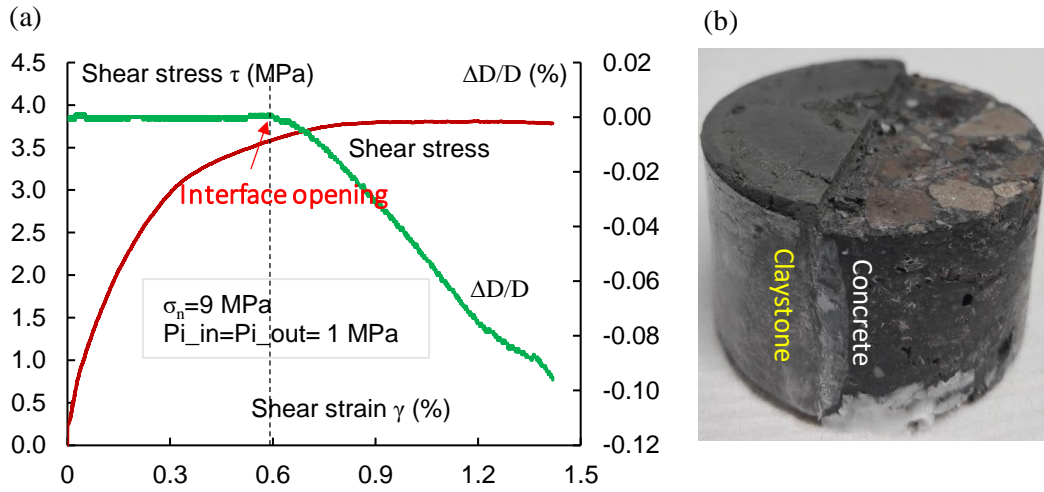 (a)
(b)
Shear stress τ (MPa)
ΔD/D (%)
4.5
4.0
3.5
3.0
2.5
2.0
1.5
1.0
0.5
0.0
0.02
0.00
-0.02
-0.04
-0.06
-0.08
-0.10
-0.12
Shear stress
Interface opening
ΔD/D
σn=9 MPa
Pi_in=Pi_out= 1 MPa
Shear strain γ (%)
0
0.3
0.6
0.9
1.2
1.5
Claystone
Concrete